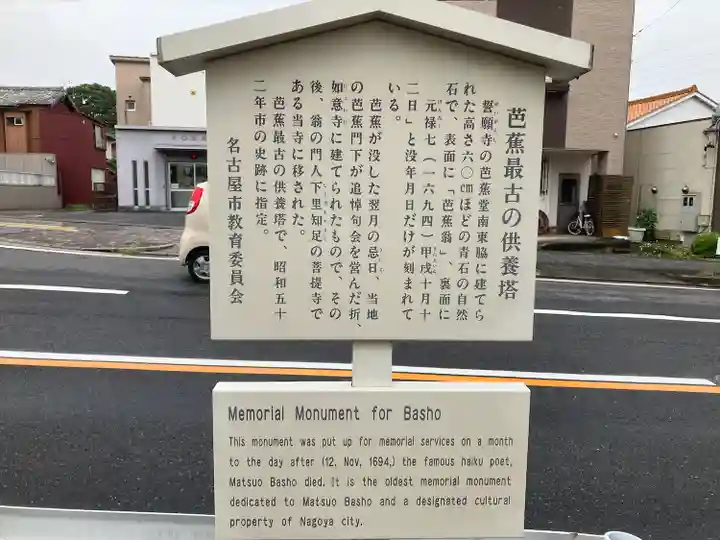 芭蕉最古の供養塔
誓願寺の芭蕉堂南東脇に建てら
れた高さ六〇cmほどの青石の自然
石で、表面に「芭蕉翁」、裏面に
元禄七（一六九四）甲戌十月十
二日」と没年月日だけが刻まれて
いる。
芭蕉が没した翌月の忌日、当地
の芭蕉門下が追悼句会を営んだ折、
如意寺に建てられたもので、その
後、翁の門人下里知足の菩提寺で
ある当寺に移された。
芭蕉最古の供養塔で、昭和五十
二年市の史跡に指定。
名古屋市教育委員会
Memorial Monument for Basho
This monument was put up for memorial services on a month
to the day after (12, Nov, 1694,) the famous haiku poet,
Matsuo Basho died. It is the oldest memorial monument
dedicated to Matsuo Basho and a designated cultural
property of Nagoya city.